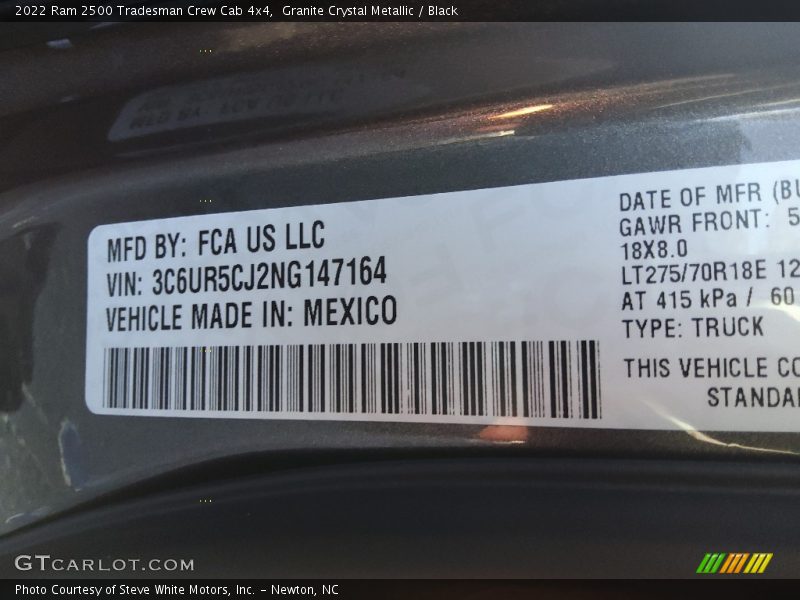 2022 Ram 2500 Tradesman Crew Cab 4x4, Granite Crystal Metallic / Black
MFD BY: FCA US LLC
VIN: 3C6UR5CJ2NG147164
VEHICLE MADE IN: MEXICO
DATE OF MFR (BU
GAWR FRONT: 5
18X8.0
LT275/70R18E 12
AT 415 kPa / 60
TYPE: TRUCK
THIS VEHICLE CO
STANDA
GTCARLOT.COM
Photo Courtesy of Steve White Motors, Inc. – Newton, NC